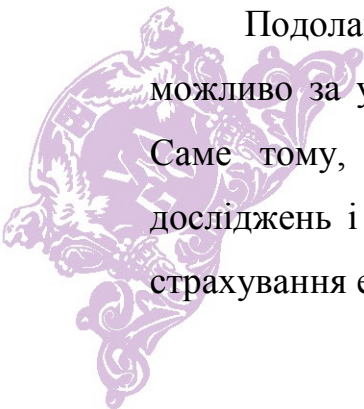 Подола
можливо за у
Саме тому,
досліджень і
страхування е